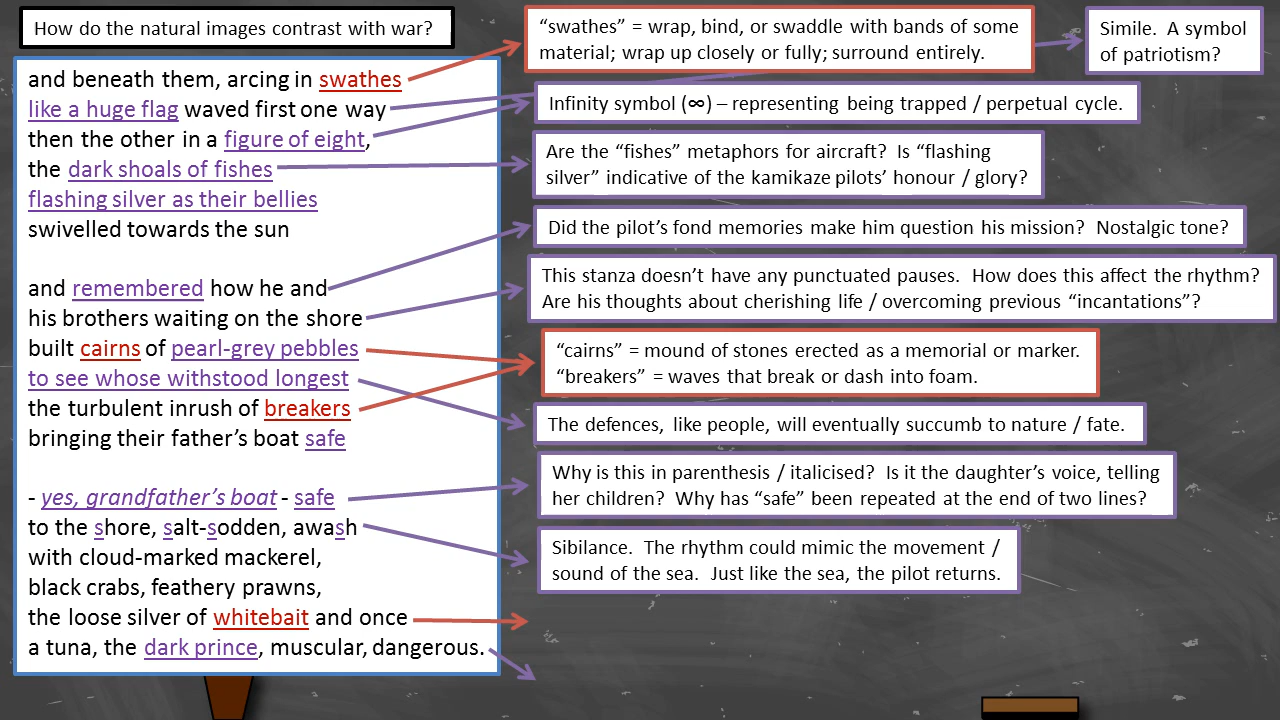 How do the natural images contrast with war?
and beneath them, arcing in swathes
like a huge flag waved first one way
then the other in a figure of eight,
the dark shoals of fishes
flashing silver as their bellies
swivelled towards the sun
and remembered how he and
his brothers waiting on the shore
built cairns of pearl-grey pebbles
to see whose withstood longest
the turbulent inrush of breakers
bringing their father’s boat safe
- yes, grandfather’s boat - safe
to the shore, salt-sodden, awash
with cloud-marked mackerel,
black crabs, feathery prawns,
the loose silver of whitebait and once
a tuna, the dark prince, muscular, dangerous.
“swathes” = wrap, bind, or swaddle with bands of some
material; wrap up closely or fully; surround entirely.
Simile. A symbol
of patriotism?
Infinity symbol (∞) – representing being trapped / perpetual cycle.
Are the “fishes” metaphors for aircraft? Is “flashing
silver” indicative of the kamikaze pilots’ honour / glory?
Did the pilot’s fond memories make him question his mission? Nostalgic tone?
This stanza doesn’t have any punctuated pauses. How does this affect the rhythm?
Are his thoughts about cherishing life / overcoming previous “incantations”?
“cairns” = mound of stones erected as a memorial or marker.
“breakers” = waves that break or dash into foam.
The defences, like people, will eventually succumb to nature / fate.
Why is this in parenthesis / italicised? Is it the daughter’s voice, telling
her children? Why has “safe” been repeated at the end of two lines?
Sibilance. The rhythm could mimic the movement /
sound of the sea. Just like the sea, the pilot returns.